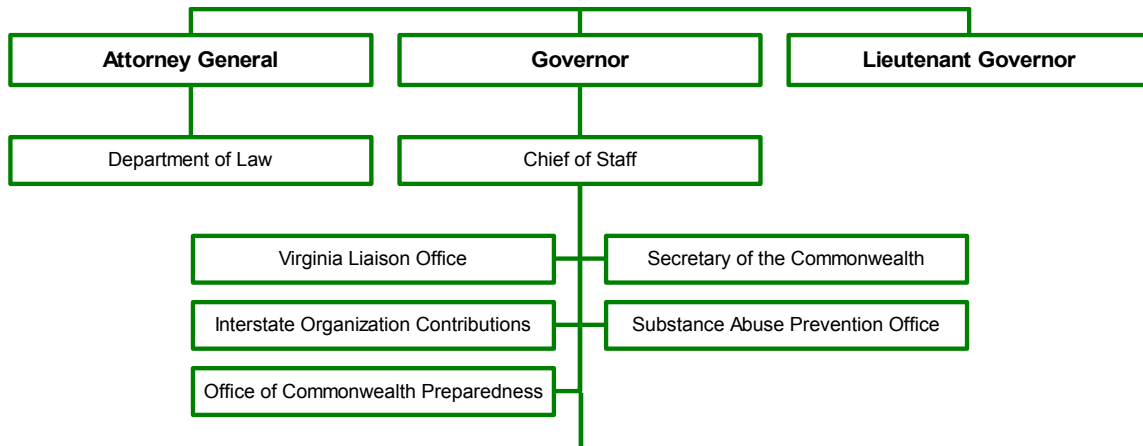 Attorney General
Governor
Lieutenant Governor
Department of Law
Chief of Staff
Virginia Liaison Office
Secretary of the Commonwealth
Interstate Organization Contributions
Substance Abuse Prevention Office
Office of Commonwealth Preparedness